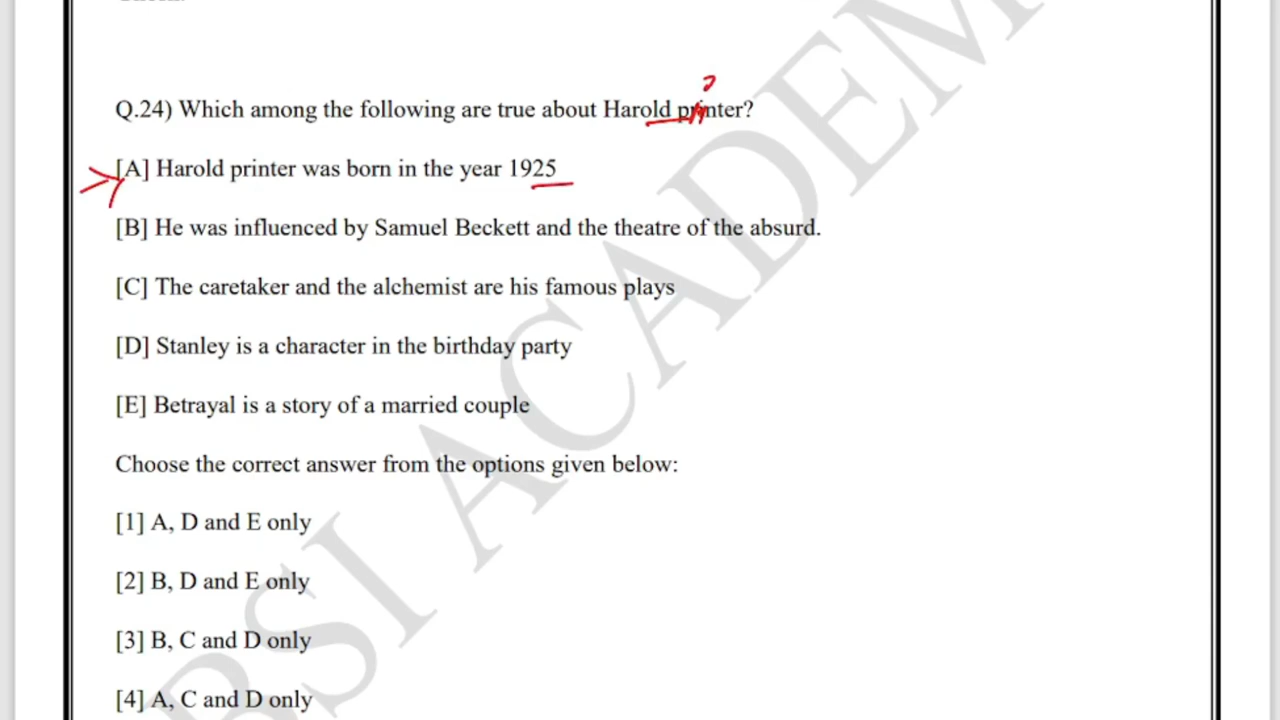 Q.24) Which among the following are true about Harold printer?
[A] Harold printer was born in the year 1925
[B] He was influenced by Samuel Beckett and the theatre of the absurd.
[C] The caretaker and the alchemist are his famous plays
[D] Stanley is a character in the birthday party
[E] Betrayal is a story of a married couple
Choose the correct answer from the options given below:
[1] A, D and E only
[2] B, D and E only
[3] B, C and D only
[4] A, C and D only
BSI ACADEM